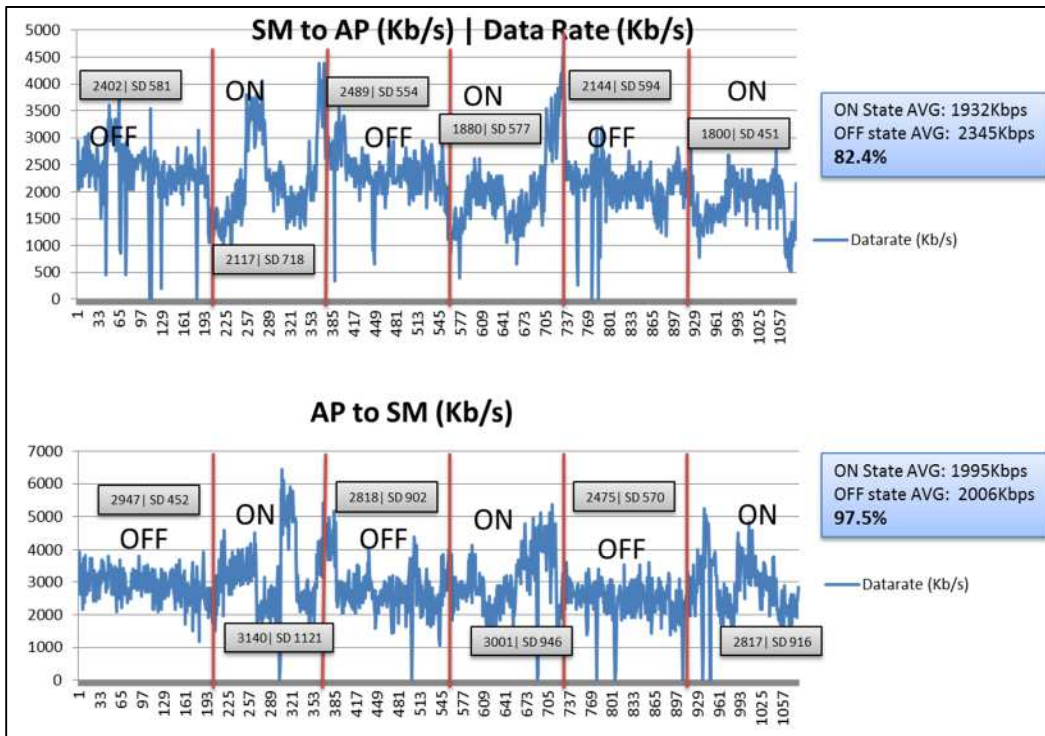 SM to AP (Kb/s) | Data Rate (Kb/s)
5000
4500
4000
3500
3000
2500
2000
1500
1000
500
0
2402 | SD 581
OFF
ON
2117 | SD 718
2489 | SD 554
OFF
ON
1880 | SD 577
2144 | SD 594
OFF
ON
1800 | SD 451
1 33 65 97 129 161 193 225 257 289 321 353 385 417 449 481 513 545 577 609 641 673 705 737 769 801 833 865 897 929 961 993 1025 1057
ON State AVG: 1932Kbps
OFF state AVG: 2345Kbps
82.4%
Datarate (Kb/s)
AP to SM (Kb/s)
7000
6000
5000
4000
3000
2000
1000
0
2947 | SD 452
OFF
ON
3140 | SD 1121
2818 | SD 902
OFF
ON
3001 | SD 946
2475 | SD 570
OFF
ON
2817 | SD 916
1 33 65 97 129 161 193 225 257 289 321 353 385 417 449 481 513 545 577 609 641 673 705 737 769 801 833 865 897 929 961 993 1025 1057
ON State AVG: 1995Kbps
OFF state AVG: 2006Kbps
97.5%
Datarate (Kb/s)